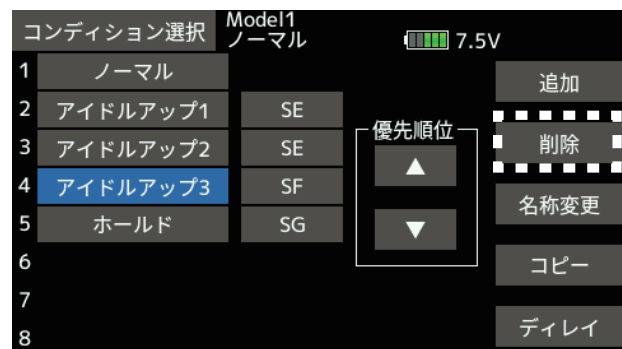 コンディション選択
Model1
ノーマル
7.5V
1 ノーマル
2 アイドルアップ1 SE
3 アイドルアップ2 SE
4 アイドルアップ3 SF
5 ホールド SG
6
7
8
優先順位
▲
▼
追加
削除
名称変更
コピー
ディレイ